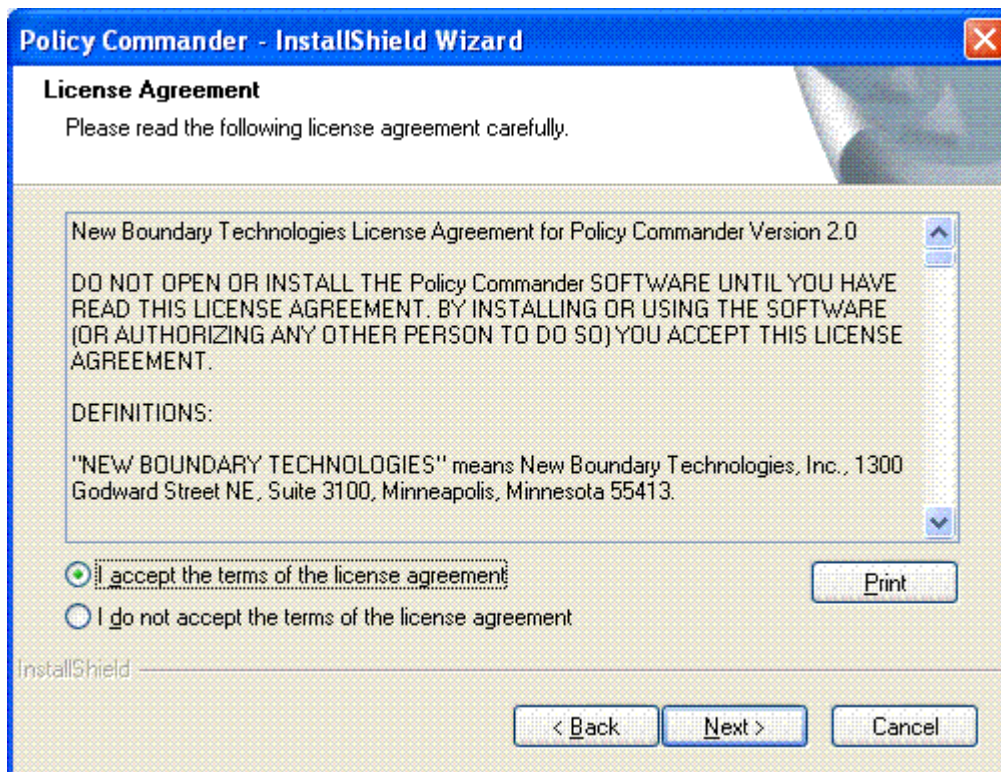 Policy Commander - InstallShield Wizard
License Agreement
Please read the following license agreement carefully.
New Boundary Technologies License Agreement for Policy Commander Version 2.0
DO NOT OPEN OR INSTALL THE Policy Commander SOFTWARE UNTIL YOU HAVE
READ THIS LICENSE AGREEMENT. BY INSTALLING OR USING THE SOFTWARE
(OR AUTHORIZING ANY OTHER PERSON TO DO SO) YOU ACCEPT THIS LICENSE
AGREEMENT.
DEFINITIONS:
"NEW BOUNDARY TECHNOLOGIES" means New Boundary Technologies, Inc., 1300
Godward Street NE, Suite 3100, Minneapolis, Minnesota 55413.
I accept the terms of the license agreement
Print
I do not accept the terms of the license agreement
InstallShield
< Back Next > Cancel